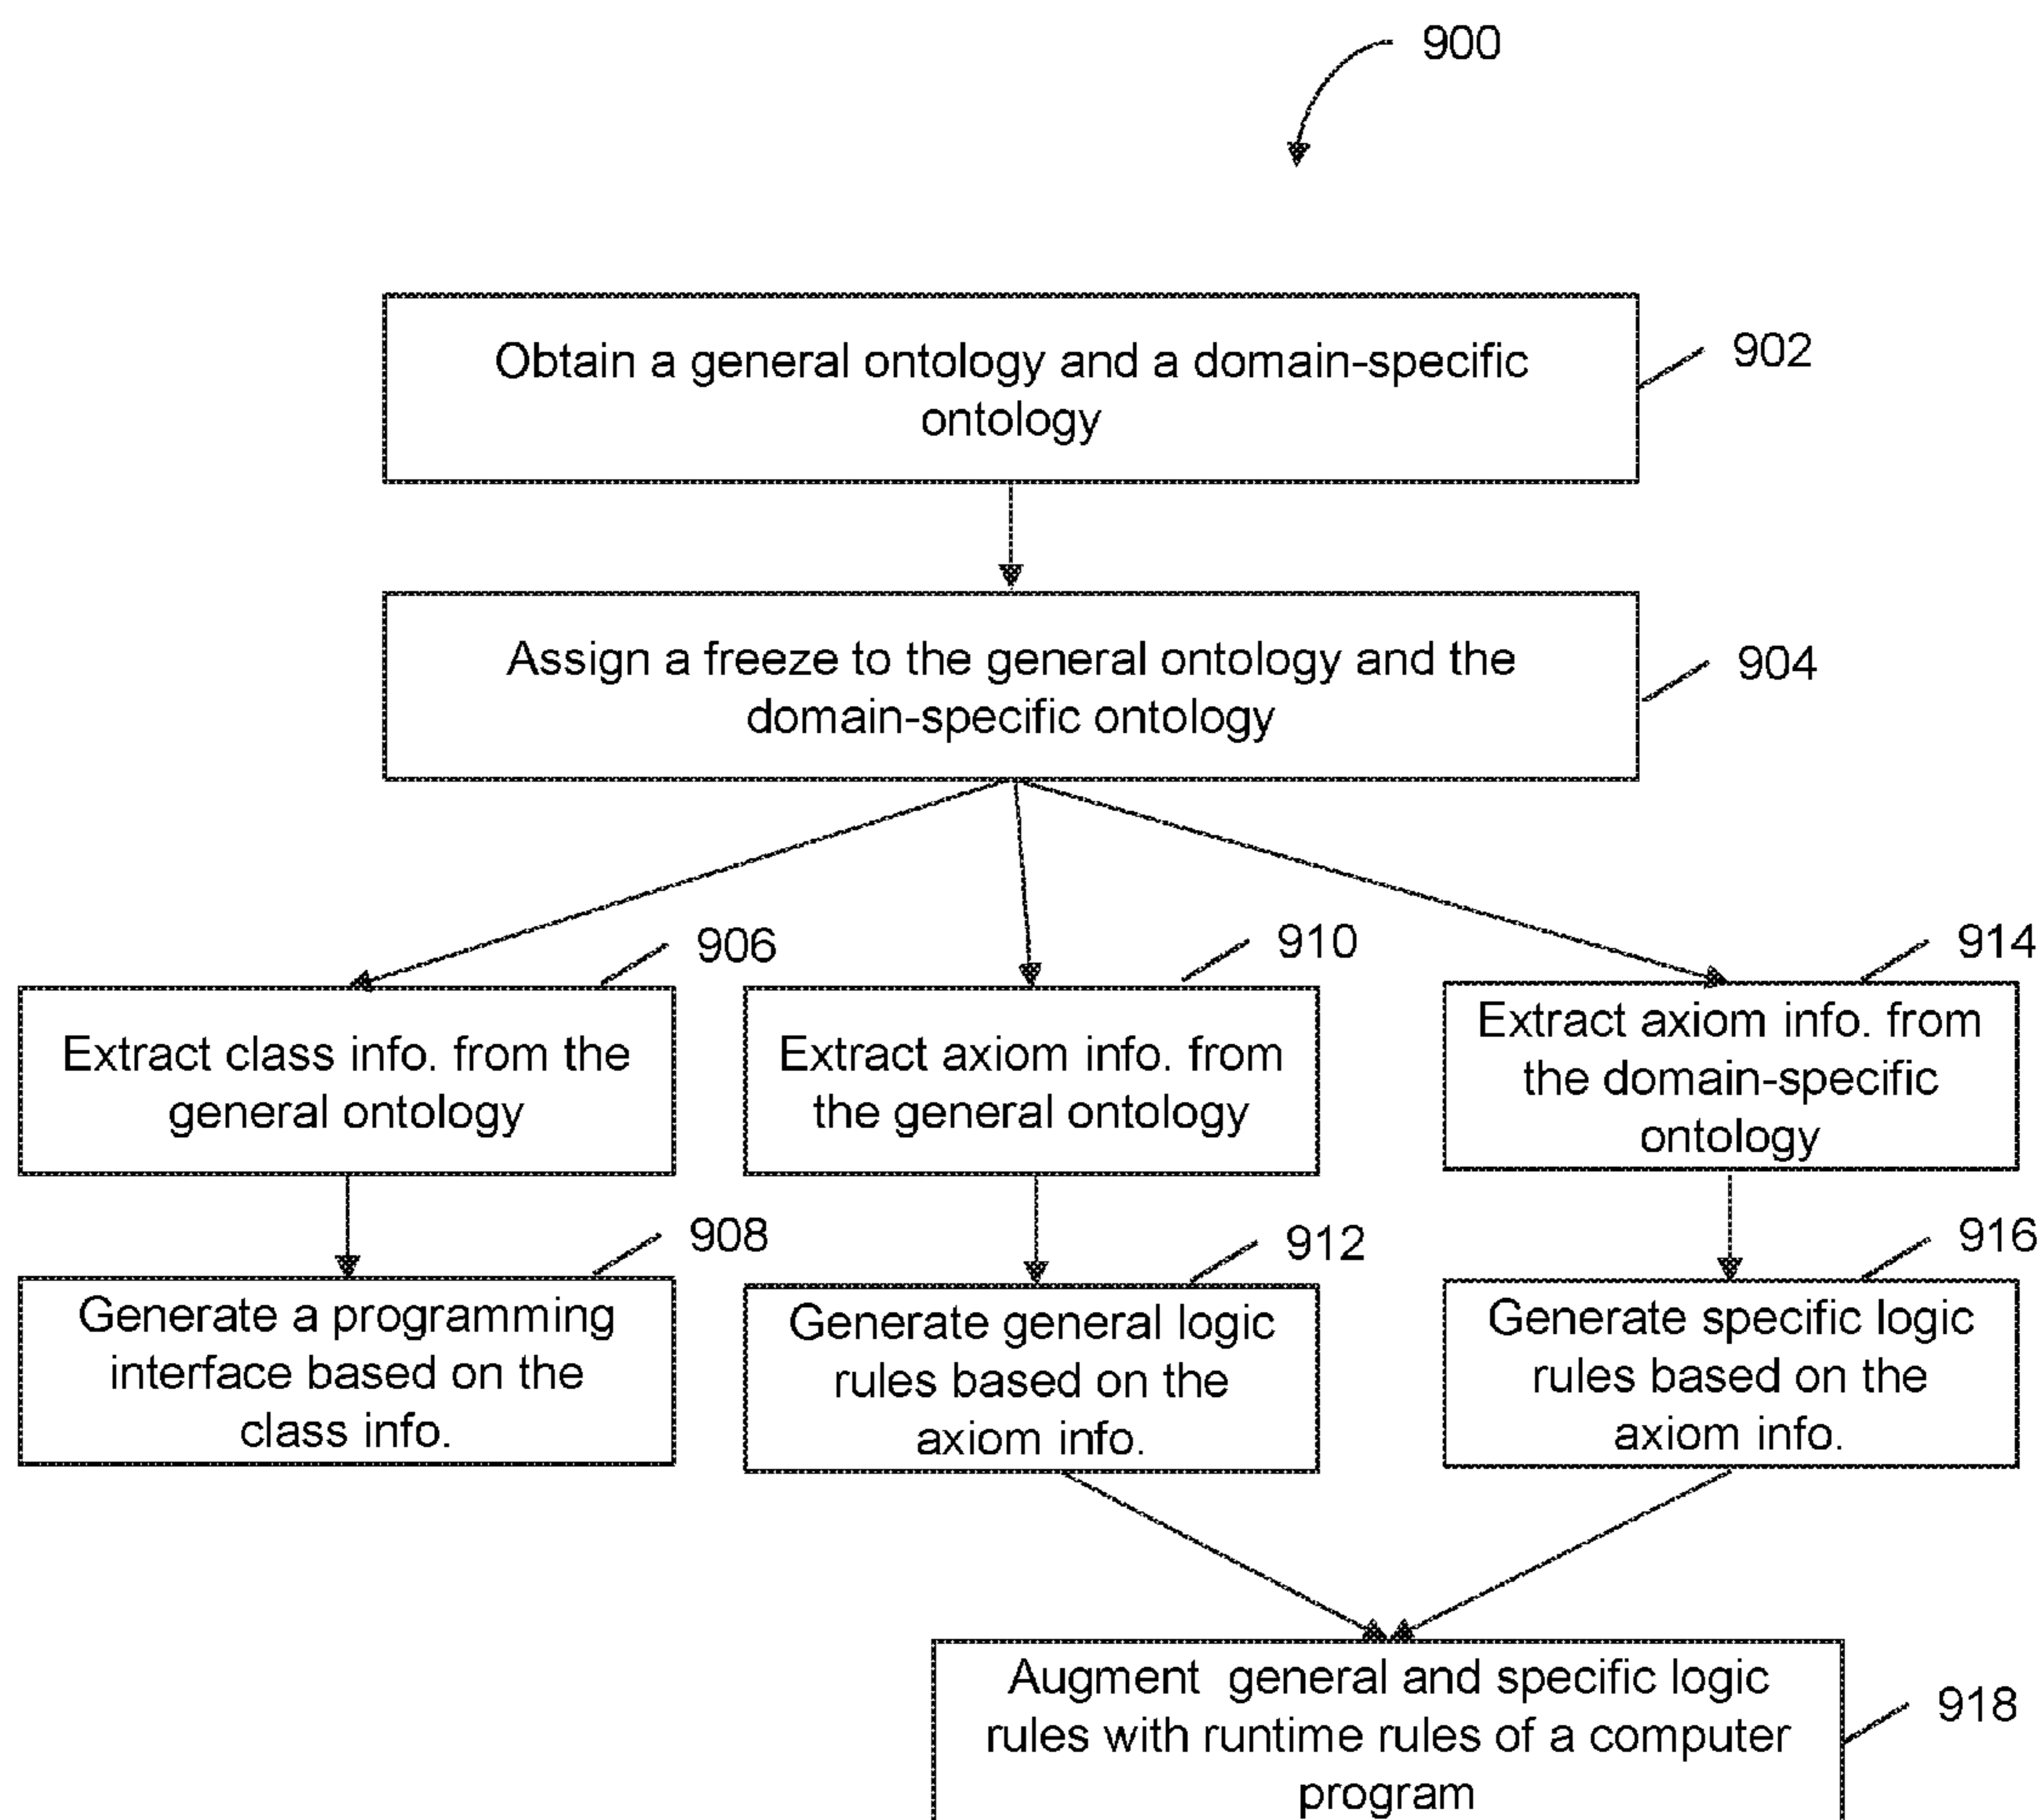 900
Obtain a general ontology and a domain-specific
ontology
902
Assign a freeze to the general ontology and the
domain-specific ontology
904
906
Extract class info. from the
general ontology
910
Extract axiom info. from
the general ontology
914
Extract axiom info. from
the domain-specific
ontology
908
Generate a programming
interface based on the
class info.
912
Generate general logic
rules based on the
axiom info.
916
Generate specific logic
rules based on the
axiom info.
Augment general and specific logic
rules with runtime rules of a computer
program
918